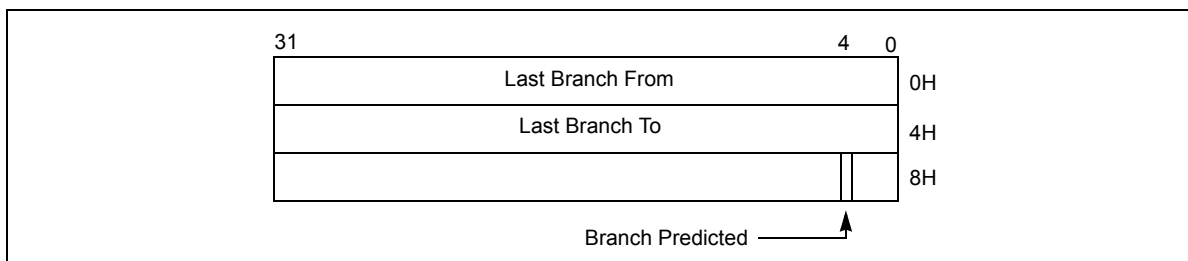 31 4 0
Last Branch From 0H
Last Branch To 4H
8H
Branch Predicted